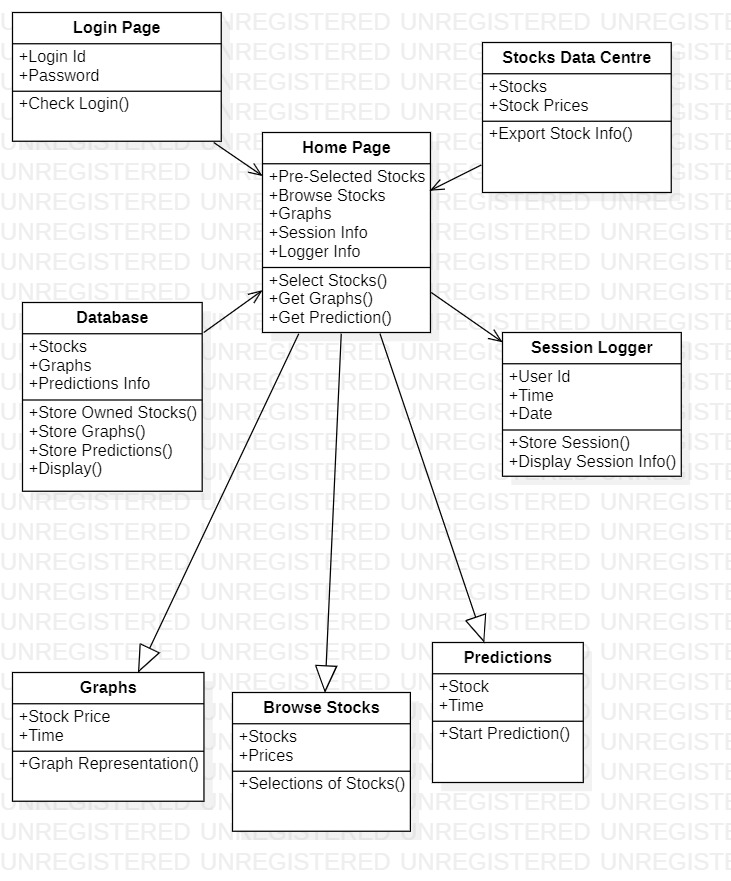 Login Page
+Login Id
+Password
+Check Login()
Stocks Data Centre
+Stocks
+Stock Prices
+Export Stock Info()
Home Page
+Pre-Selected Stocks
+Browse Stocks
+Graphs
+Session Info
+Logger Info
+Select Stocks()
+Get Graphs()
+Get Prediction()
Database
+Stocks
+Graphs
+Predictions Info
+Store Owned Stocks()
+Store Graphs()
+Store Predictions()
+Display()
Session Logger
+User Id
+Time
+Date
+Store Session()
+Display Session Info()
Graphs
+Stock Price
+Time
+Graph Representation()
Browse Stocks
+Stocks
+Prices
+Selections of Stocks()
Predictions
+Stock
+Time
+Start Prediction()
UNREGISTERED UNREGISTERED UNREGISTERED UNREGISTERED